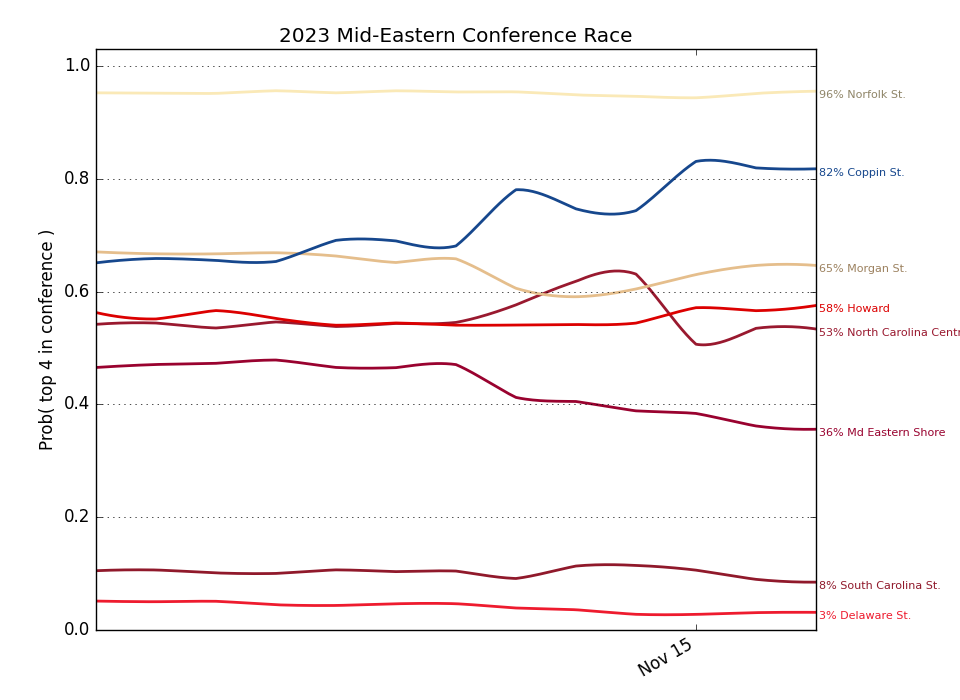 2023 Mid-Eastern Conference Race
1.0
0.8
0.6
0.4
0.2
0.0
Prob( top 4 in conference )
Nov 15
96% Norfolk St.
82% Coppin St.
65% Morgan St.
58% Howard
53% North Carolina Centr
36% Md Eastern Shore
8% South Carolina St.
3% Delaware St.